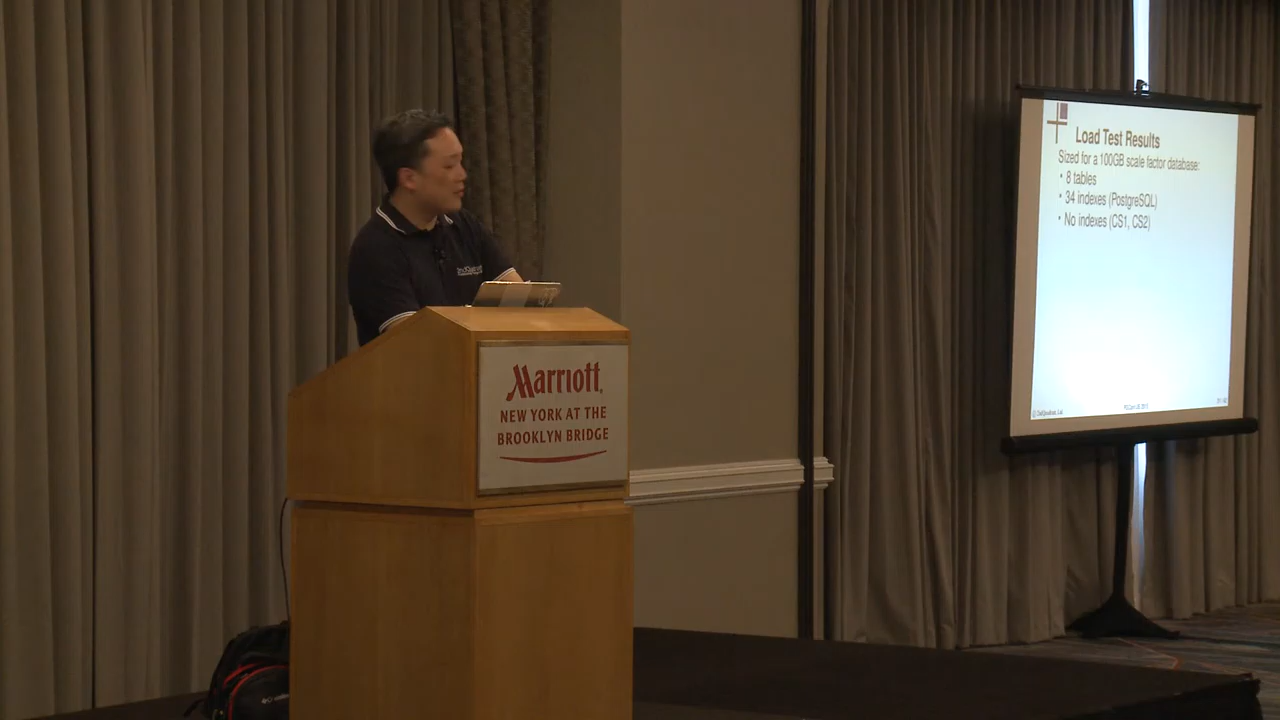 Load Test Results
Sized for a 100GB scale factor database:
• 8 tables
• 34 indexes (PostgreSQL)
• No indexes (CS1, CS2)
Marriott
NEW YORK AT THE
BROOKLYN BRIDGE